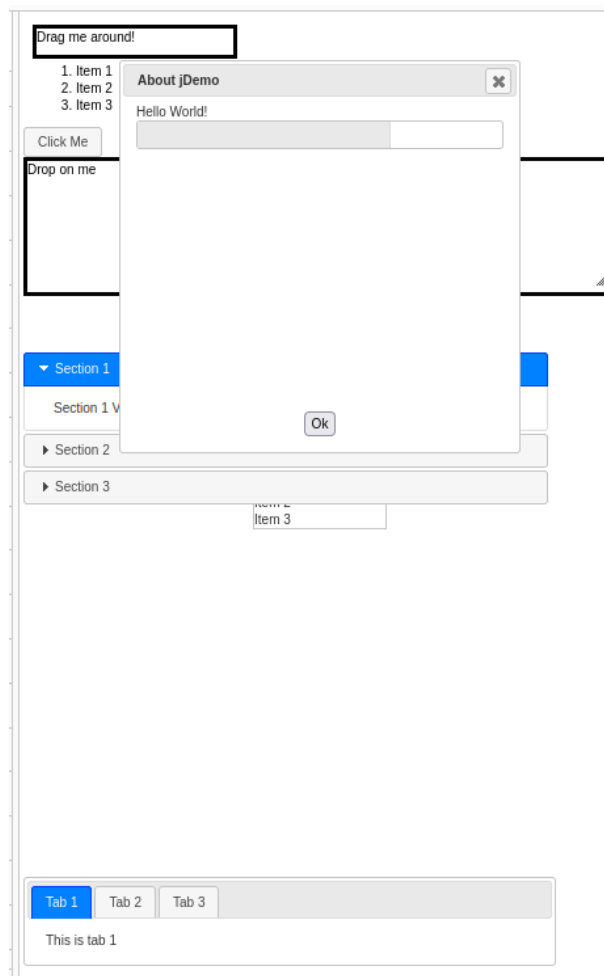 Drag me around!
1. Item 1
2. Item 2
3. Item 3
About jDemo
Hello World!
Click Me
Drop on me
Section 1
Section 1 V
Ok
Section 2
Section 3
Item 2
Item 3
Tab 1 Tab 2 Tab 3
This is tab 1